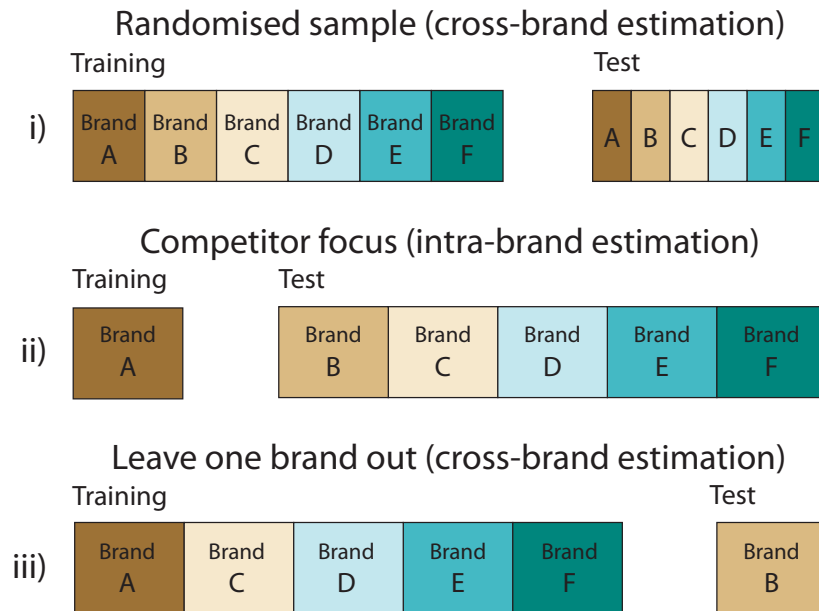 Randomised sample (cross-brand estimation)
Training
Test
i)
Brand A
Brand B
Brand C
Brand D
Brand E
Brand F
A
B
C
D
E
F
Competitor focus (intra-brand estimation)
Training
Test
ii)
Brand A
Brand B
Brand C
Brand D
Brand E
Brand F
Leave one brand out (cross-brand estimation)
Training
Test
iii)
Brand A
Brand C
Brand D
Brand E
Brand F
Brand B